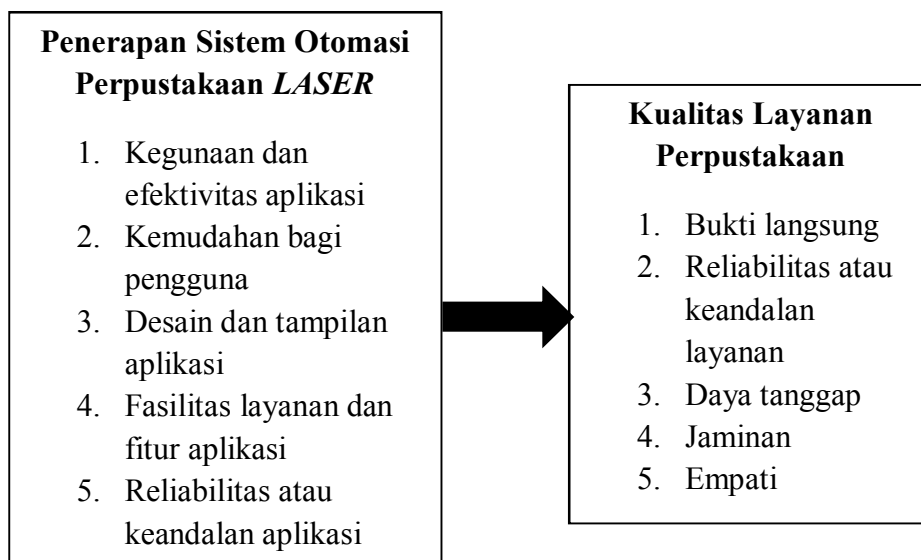 Penerapan Sistem Otomasi
Perpustakaan LASER
1. Kegunaan dan
efektivitas aplikasi
2. Kemudahan bagi
pengguna
3. Desain dan tampilan
aplikasi
4. Fasilitas layanan dan
fitur aplikasi
5. Reliabilitas atau
keandalan aplikasi
Kualitas Layanan
Perpustakaan
1. Bukti langsung
2. Reliabilitas atau
keandalan
layanan
3. Daya tanggap
4. Jaminan
5. Empati